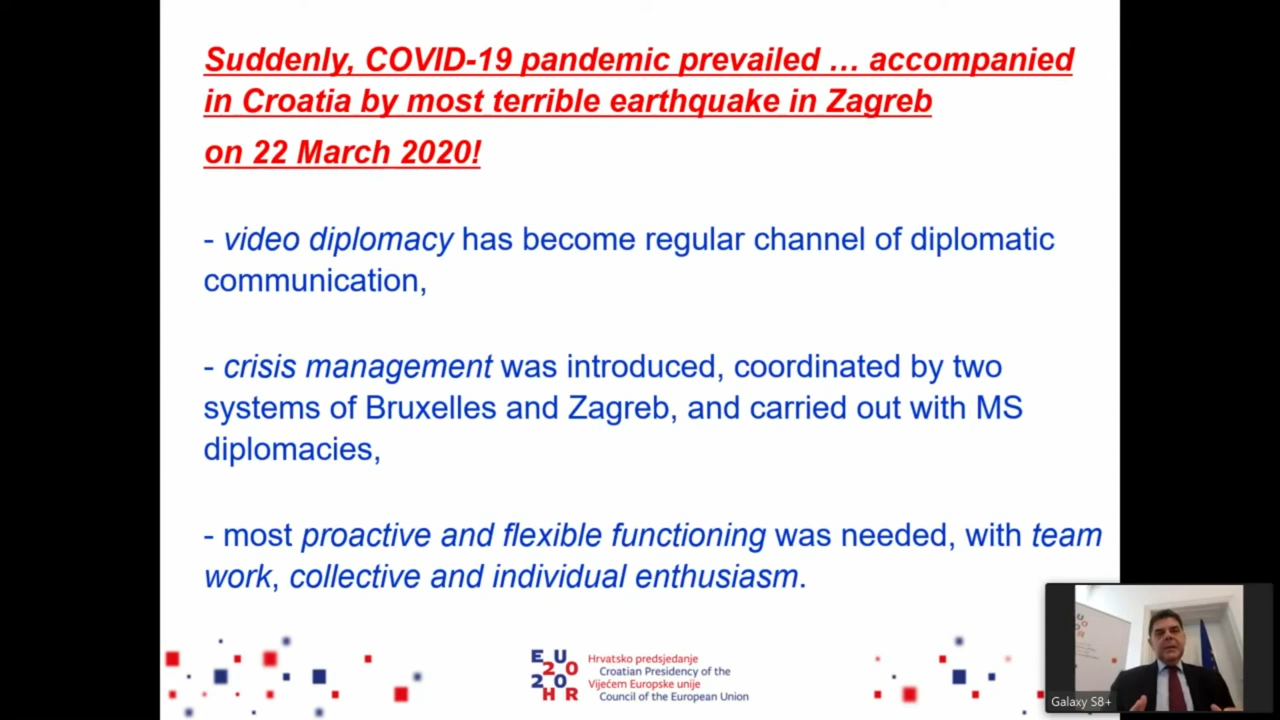 Suddenly, COVID-19 pandemic prevailed … accompanied
in Croatia by most terrible earthquake in Zagreb
on 22 March 2020!
- video diplomacy has become regular channel of diplomatic
communication,
- crisis management was introduced, coordinated by two
systems of Bruxelles and Zagreb, and carried out with MS
diplomacies,
- most proactive and flexible functioning was needed, with team
work, collective and individual enthusiasm.
EU
20
20
HR
Hrvatsko predsjedanje
Croatian Presidency of the
Vijećem Europske unije
Council of the European Union
Galaxy S8+